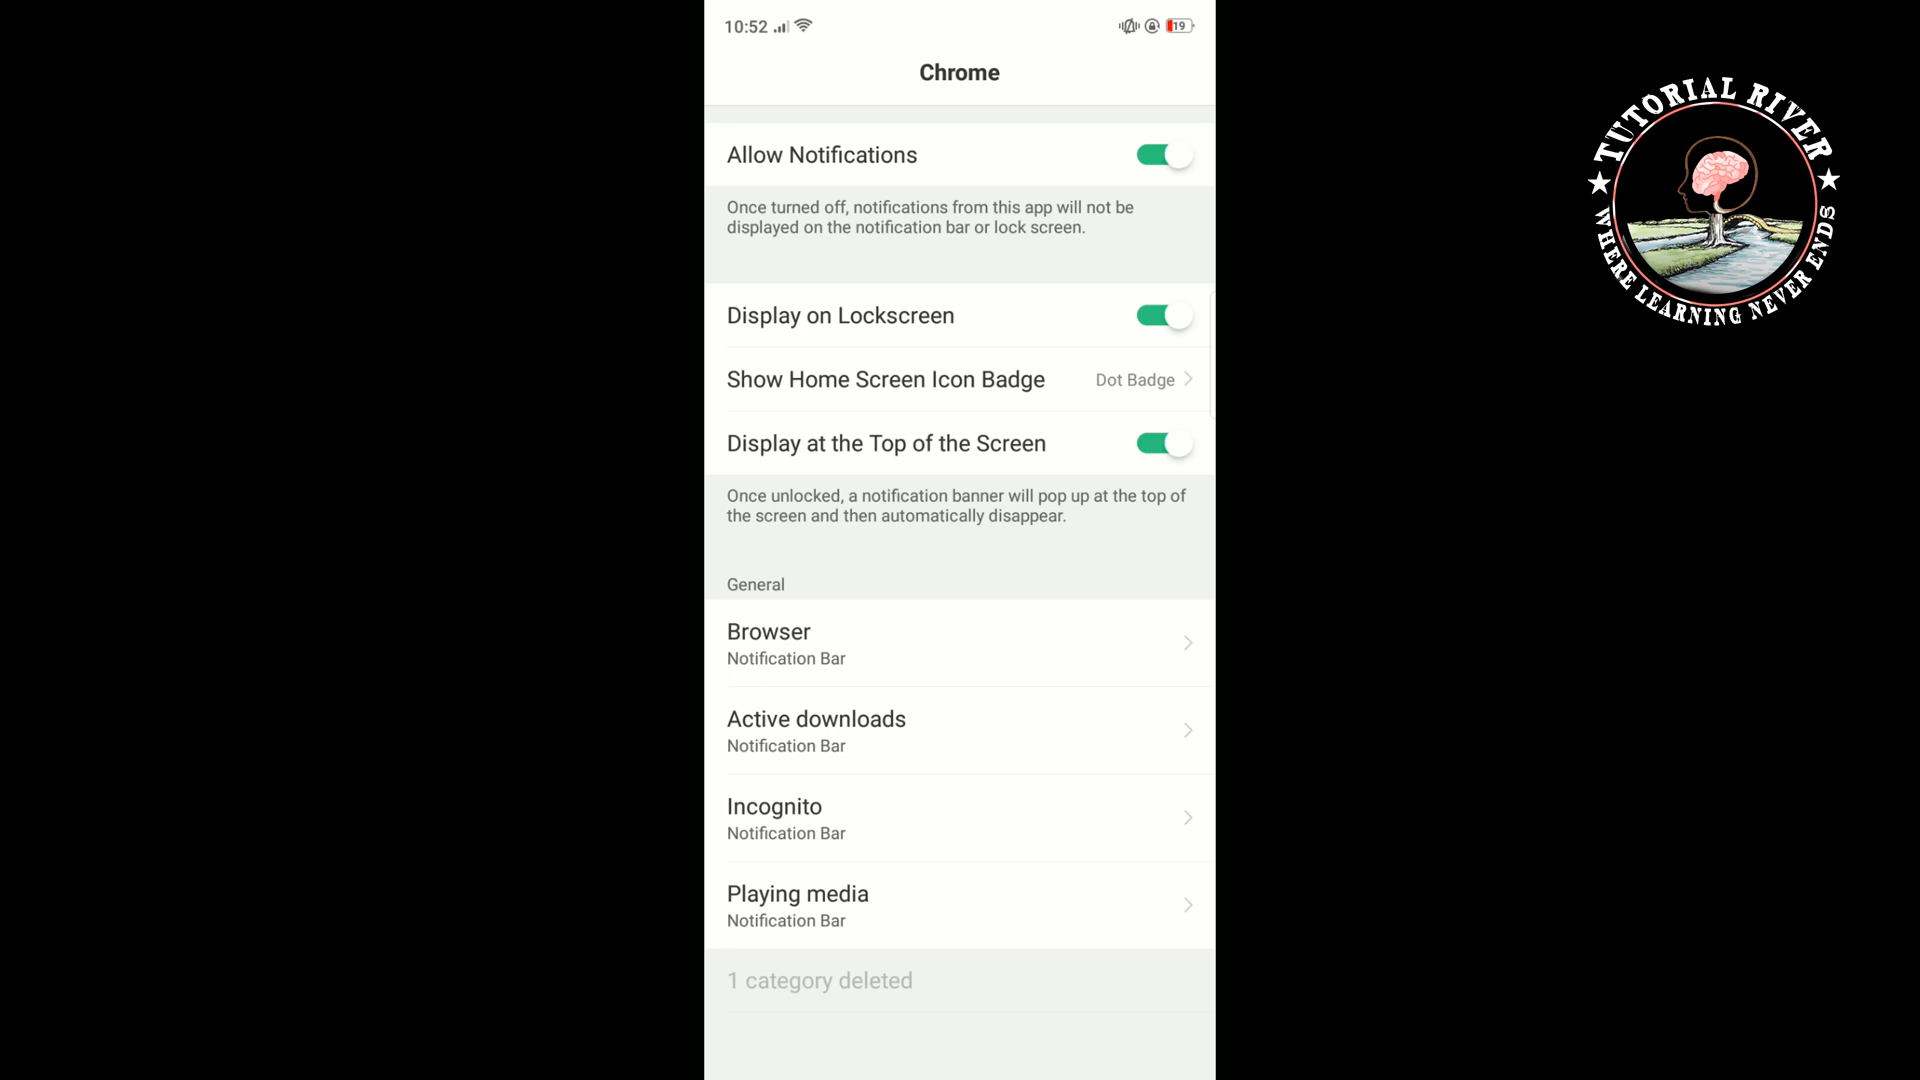 10:52
19
Chrome
Allow Notifications
Once turned off, notifications from this app will not be
displayed on the notification bar or lock screen.
Display on Lockscreen
Show Home Screen Icon Badge
Dot Badge
Display at the Top of the Screen
Once unlocked, a notification banner will pop up at the top of
the screen and then automatically disappear.
General
Browser
Notification Bar
Active downloads
Notification Bar
Incognito
Notification Bar
Playing media
Notification Bar
1 category deleted
TUTORIAL RIVER
WHERE LEARNING NEVER ENDS